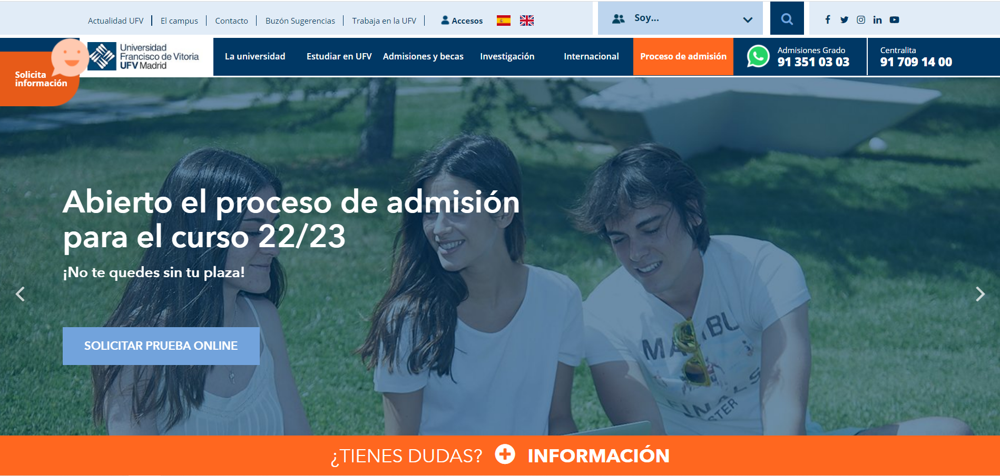 Actualidad UFV
El campus
Contacto
Buzón Sugerencias
Trabaja en la UFV
Accesos
Soy...
Solicita
información
Universidad
Francisco de Vitoria
UFV Madrid
La universidad
Estudiar en UFV
Admisiones y becas
Investigación
Internacional
Proceso de admisión
Admisiones Grado
91 351 03 03
Centralita
91 709 14 00
Abierto el proceso de admisión
para el curso 22/23
¡No te quedes sin tu plaza!
SOLICITAR PRUEBA ONLINE
¿TIENES DUDAS? INFORMACIÓN